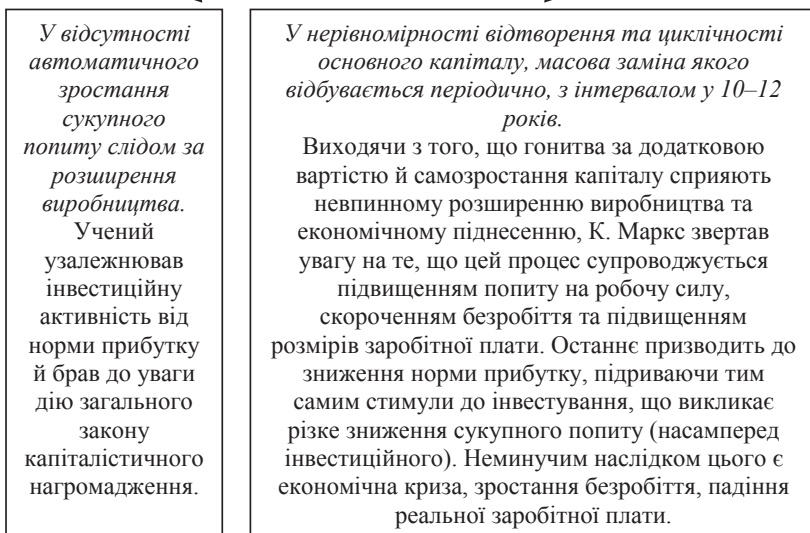 У відсутності
автоматичного
зростання
сукупного
попиту слідом за
розширення
виробництва.
Учений
узалежнював
інвестиційну
активність від
норми прибутку
й брав до уваги
дію загального
закону
капіталістичного
нагромадження.
У нерівномірності відтворення та циклічності
основного капіталу, масова заміна якого
відбувається періодично, з інтервалом у 10–12
років.
Виходячи з того, що гонитва за додатковою
вартістю й самозростання капіталу сприяють
невпинному розширенню виробництва та
економічному піднесенню, К. Маркс звертав
увагу на те, що цей процес супроводжується
підвищенням попиту на робочу силу,
скороченням безробіття та підвищенням
розмірів заробітної плати. Останнє призводить до
зниження норми прибутку, підриваючи тим
самим стимули до інвестування, що викликає
різке зниження сукупного попиту (насамперед
інвестиційного). Неминучим наслідком цього є
економічна криза, зростання безробіття, падіння
реальної заробітної плати.